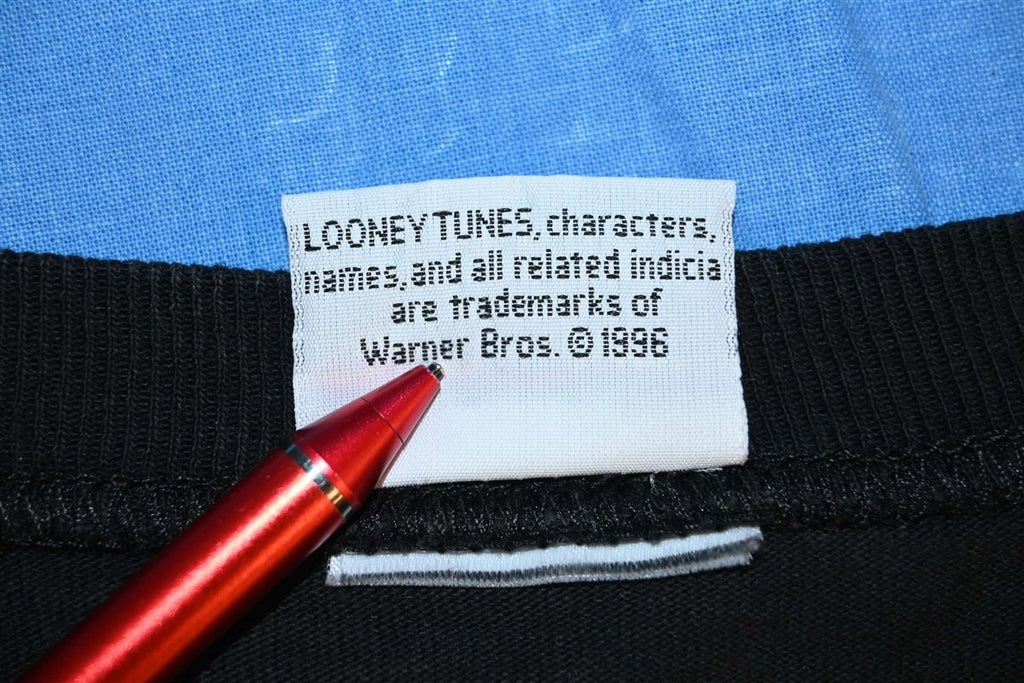 LOONEY TUNES, characters,
names, and all related indicia
are trademarks of
Warner Bros. © 1996